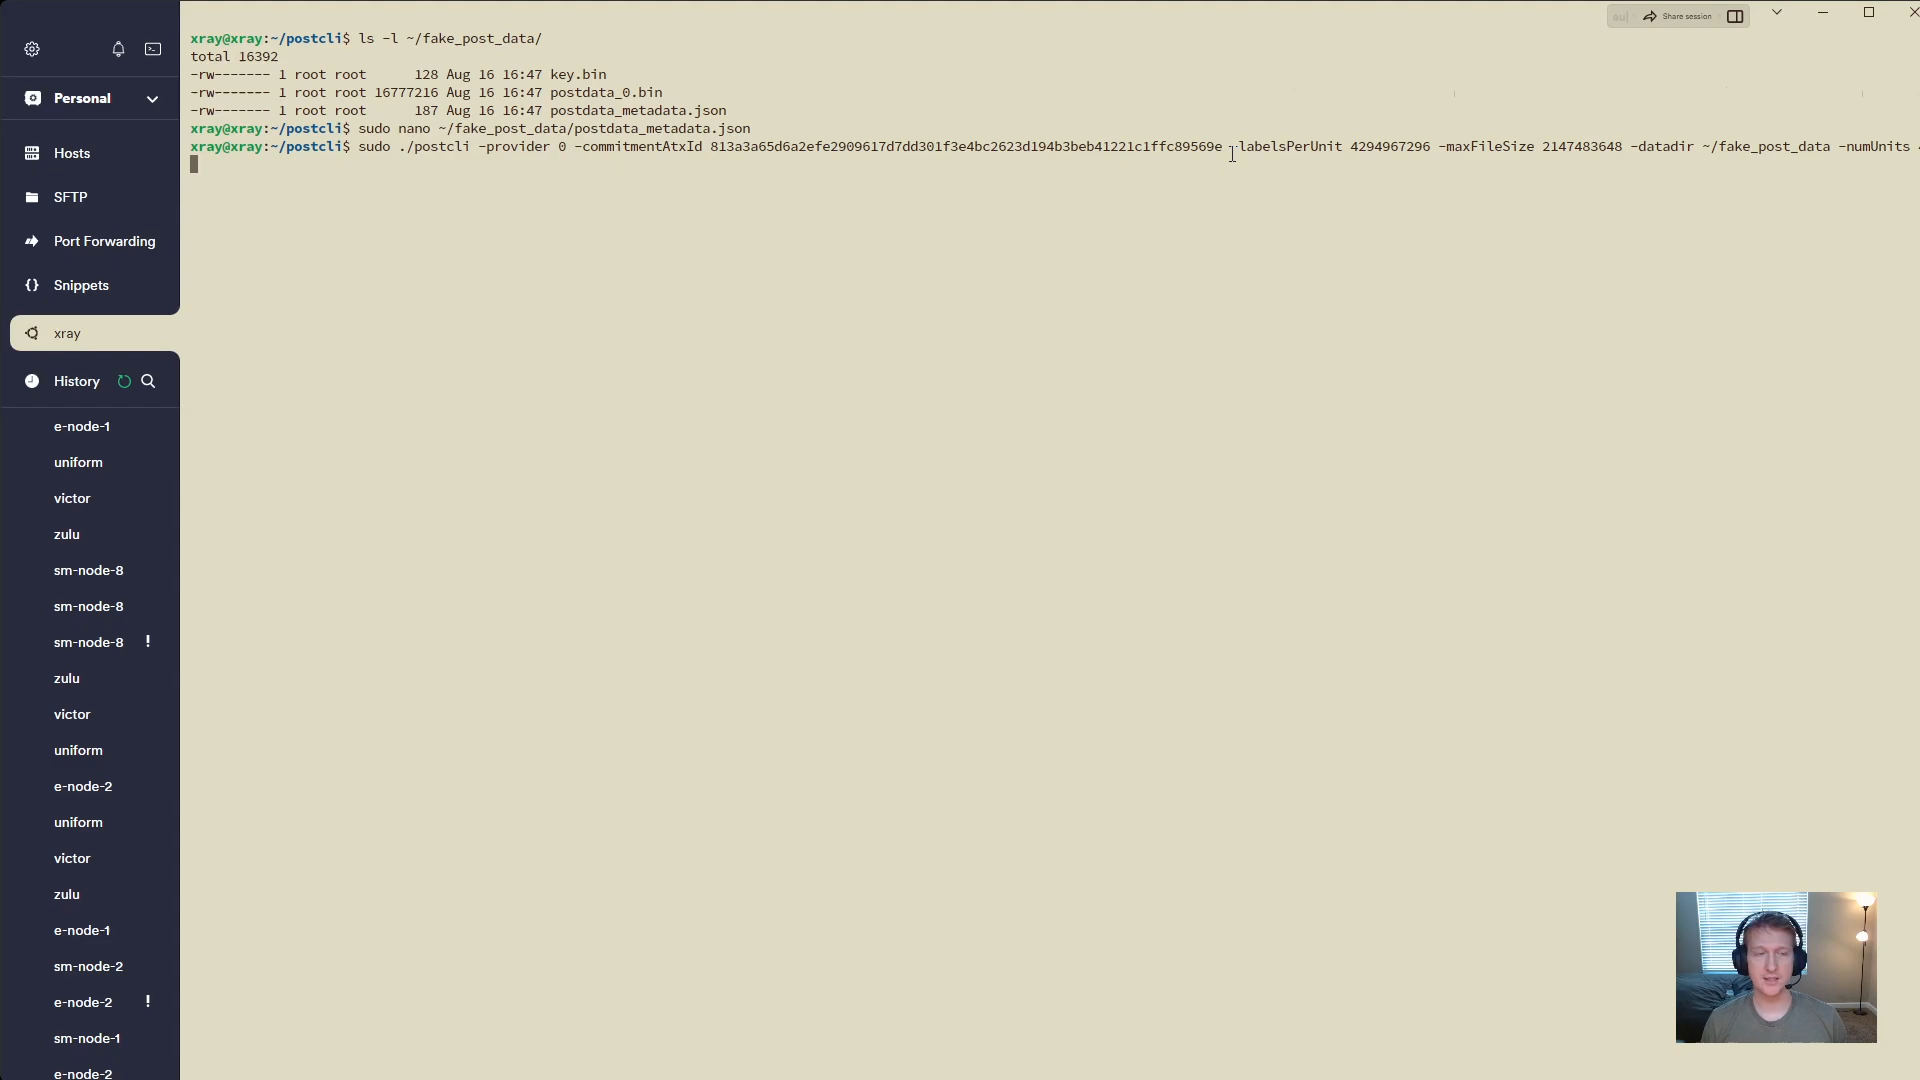 Share session
xray@xray:~/postcli$ ls -l ~/fake_post_data/
total 16392
-rw------- 1 root root      128 Aug 16 16:47 key.bin
-rw------- 1 root root 16777216 Aug 16 16:47 postdata_0.bin
-rw------- 1 root root      187 Aug 16 16:47 postdata_metadata.json
xray@xray:~/postcli$ sudo nano ~/fake_post_data/postdata_metadata.json
xray@xray:~/postcli$ sudo ./postcli -provider 0 -commitmentAtxId 813a3a65d6a2efe2909617d7dd301f3e4bc2623d194b3beb41221c1ffc89569e -labelsPerUnit 4294967296 -maxFileSize 2147483648 -datadir ~/fake_post_data -numUnits
Personal
Hosts
SFTP
Port Forwarding
Snippets
xray
History
e-node-1
uniform
victor
zulu
sm-node-8
sm-node-8
sm-node-8 !
zulu
victor
uniform
e-node-2
uniform
victor
zulu
e-node-1
sm-node-2
e-node-2 !
sm-node-1
e-node-2